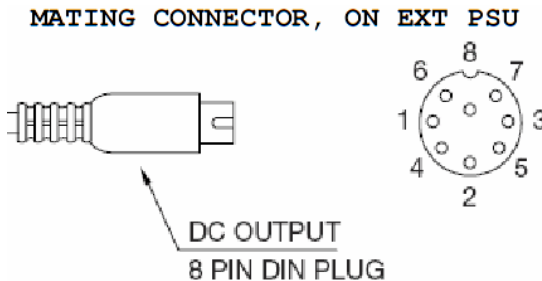 MATING CONNECTOR, ON EXT PSU
8
6 7
1 3
4 5
2
DC OUTPUT
8 PIN DIN PLUG